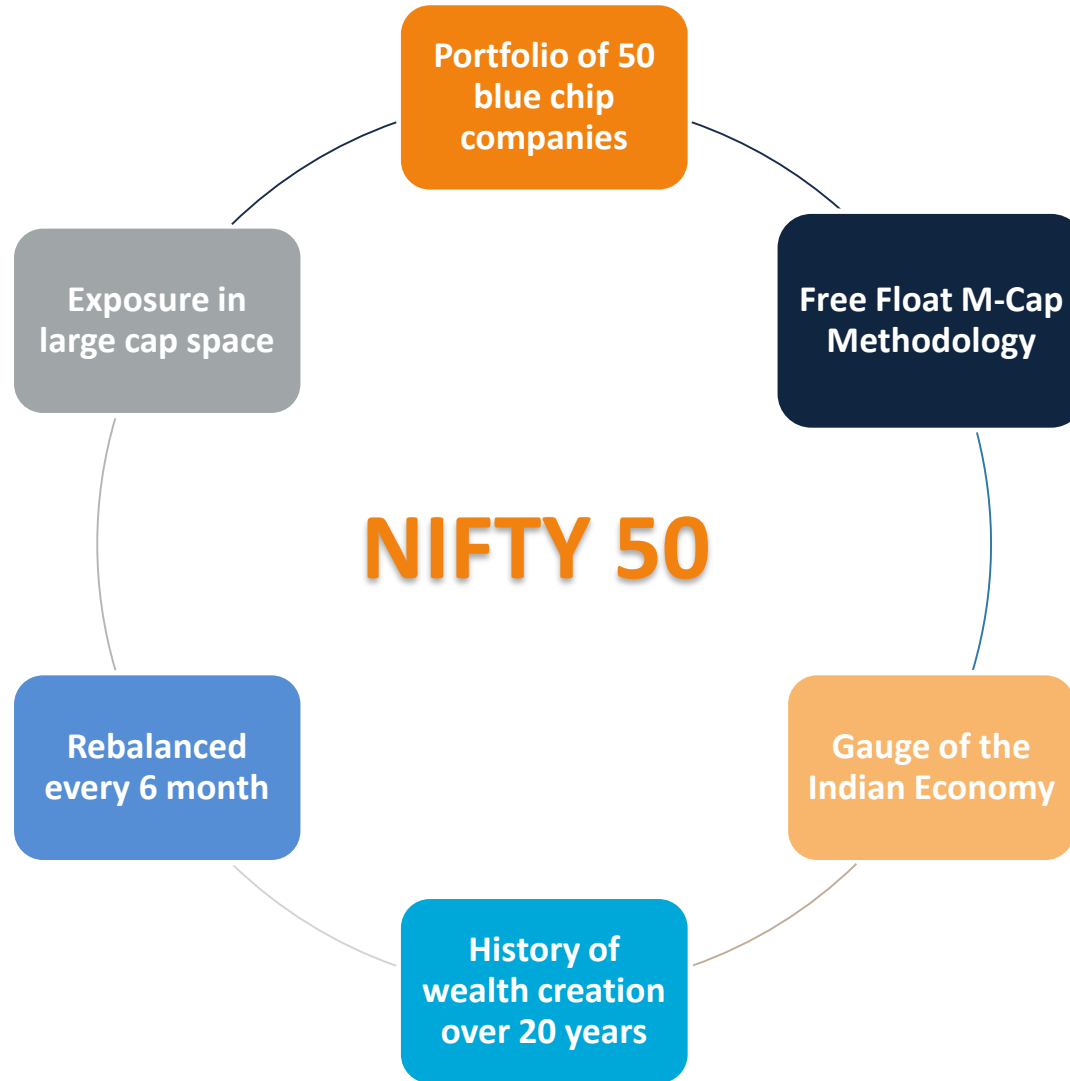 Portfolio of 50
blue chip
companies
Free Float M-Cap
Methodology
Gauge of the
Indian Economy
History of
wealth creation
over 20 years
Rebalanced
every 6 month
Exposure in
large cap space
NIFTY 50